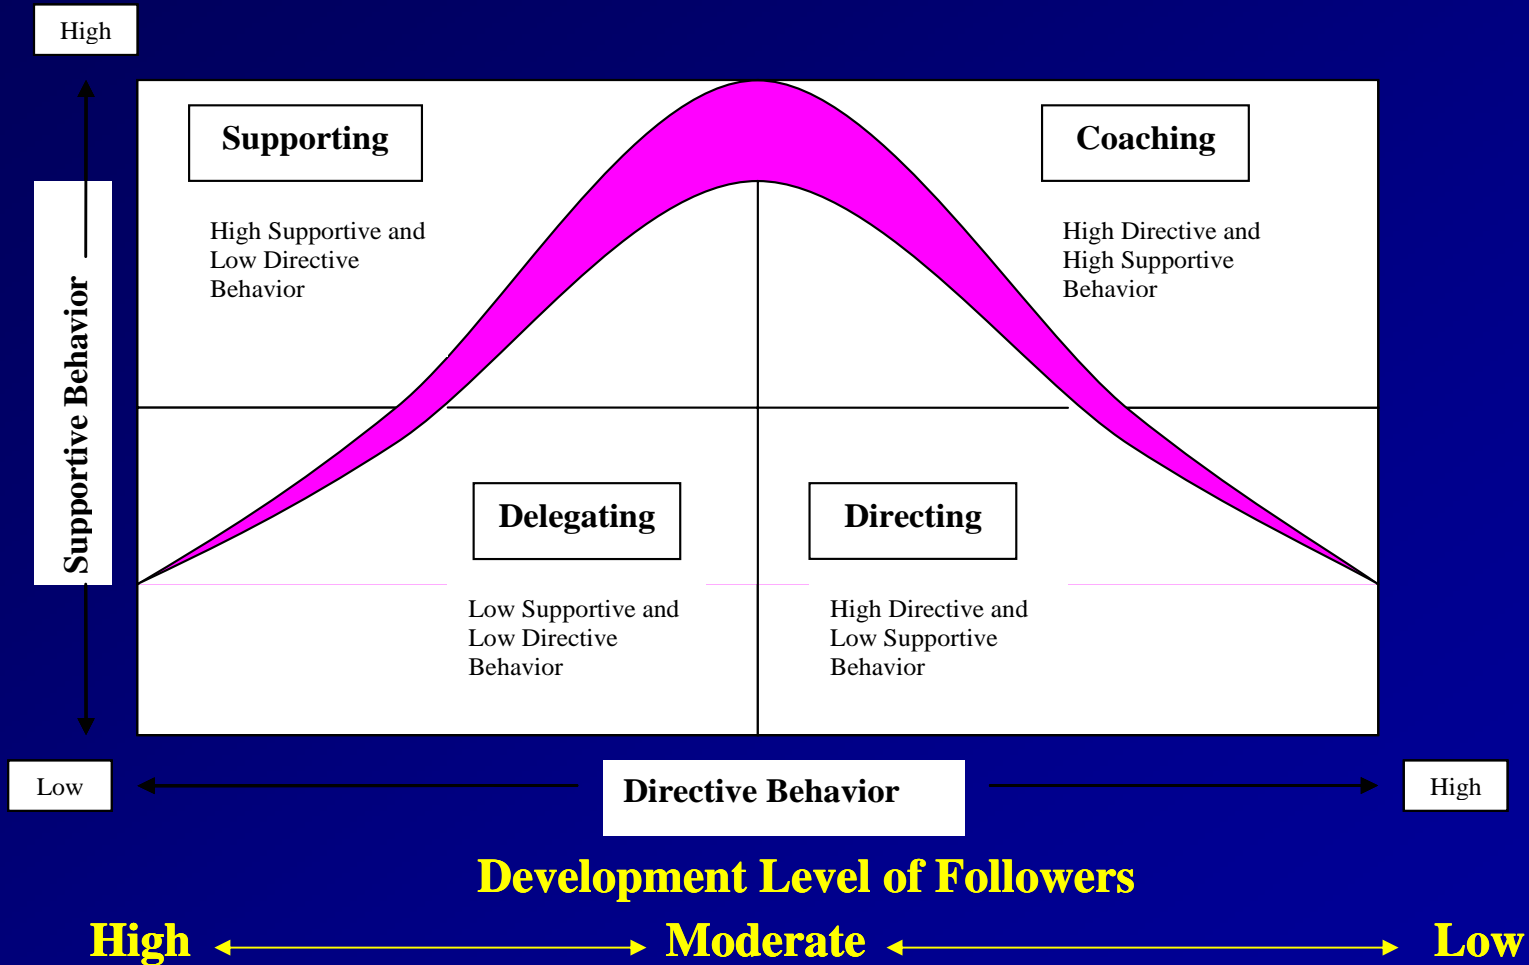 High
Supporting
Coaching
High Supportive and
Low Directive
Behavior
High Directive and
High Supportive
Behavior
Supportive Behavior
Delegating
Directing
Low Supportive and
Low Directive
Behavior
High Directive and
Low Supportive
Behavior
Low
Directive Behavior
High
Development Level of Followers
High Moderate Low